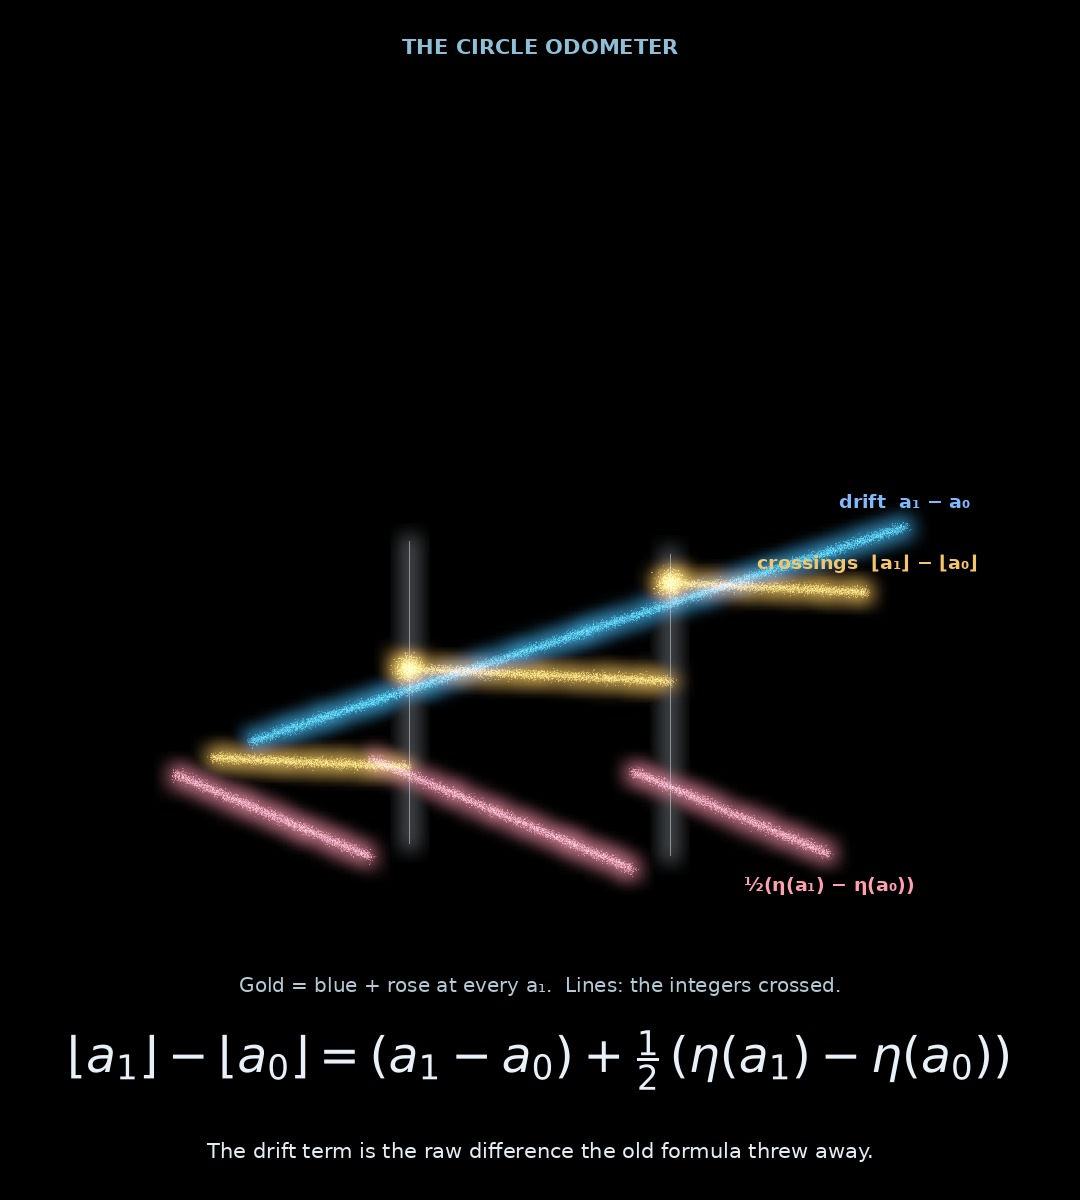 THE CIRCLE ODOMETER
drift  a₁ − a₀
crossings  ⌊a₁⌋ − ⌊a₀⌋
½(η(a₁) − η(a₀))
Gold = blue + rose at every a₁.  Lines: the integers crossed.
⌊a₁⌋ − ⌊a₀⌋ = (a₁ − a₀) + ½ (η(a₁) − η(a₀))
The drift term is the raw difference the old formula threw away.